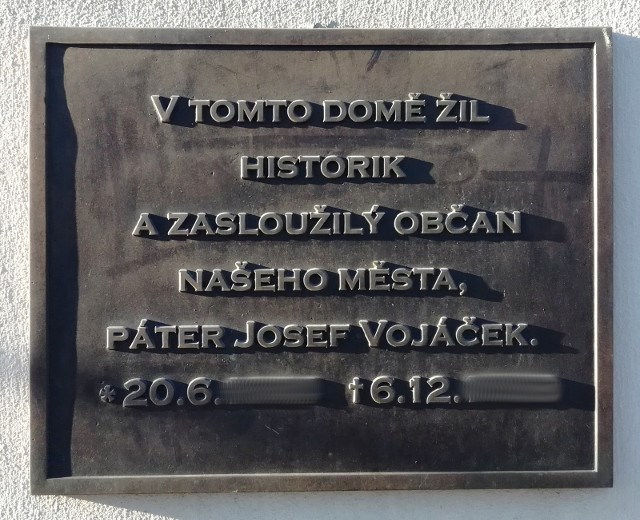 V TOMTO DOMĚ ŽIL
HISTORIK
A ZASLOUŽILÝ OBČAN
NAŠEHO MĚSTA,
PÁTER JOSEF VOJÁČEK.
* 20.6. † 6.12.